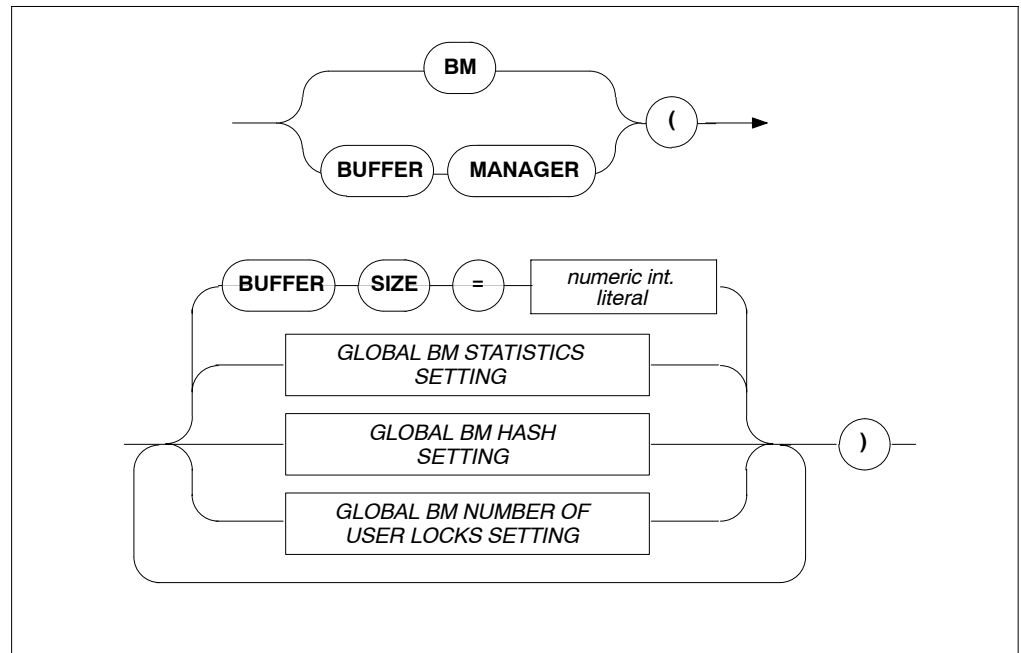 BM
(
BUFFER MANAGER
BUFFER SIZE = numeric int.
literal
GLOBAL BM STATISTICS
SETTING
GLOBAL BM HASH
SETTING
)
GLOBAL BM NUMBER OF
USER LOCKS SETTING